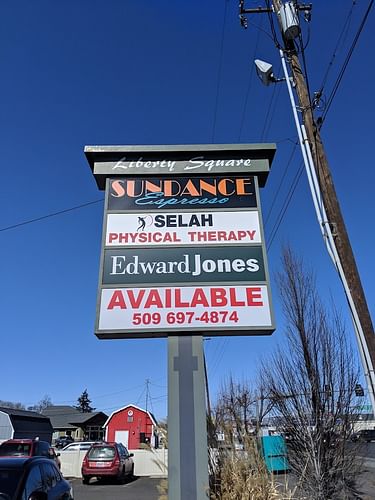 Liberty Square
SUNDANCE
Espresso
SELAH
PHYSICAL THERAPY
Edward Jones
AVAILABLE
509 697-4874